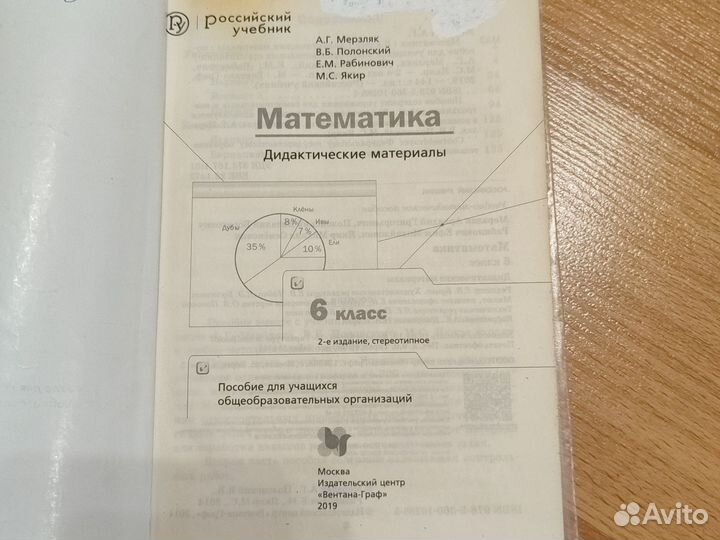 российский
учебник
А.Г. Мерзляк
В.Б. Полонский
Е.М. Рабинович
М.С. Якир
Математика
Дидактические материалы
Клёны
Дубы
Ивы
8%
7%
Ели
35%
10%
6 класс
2-е издание, стереотипное
Пособие для учащихся
общеобразовательных организаций
Москва
Издательский центр
«Вентана-Граф»
2019
Avito